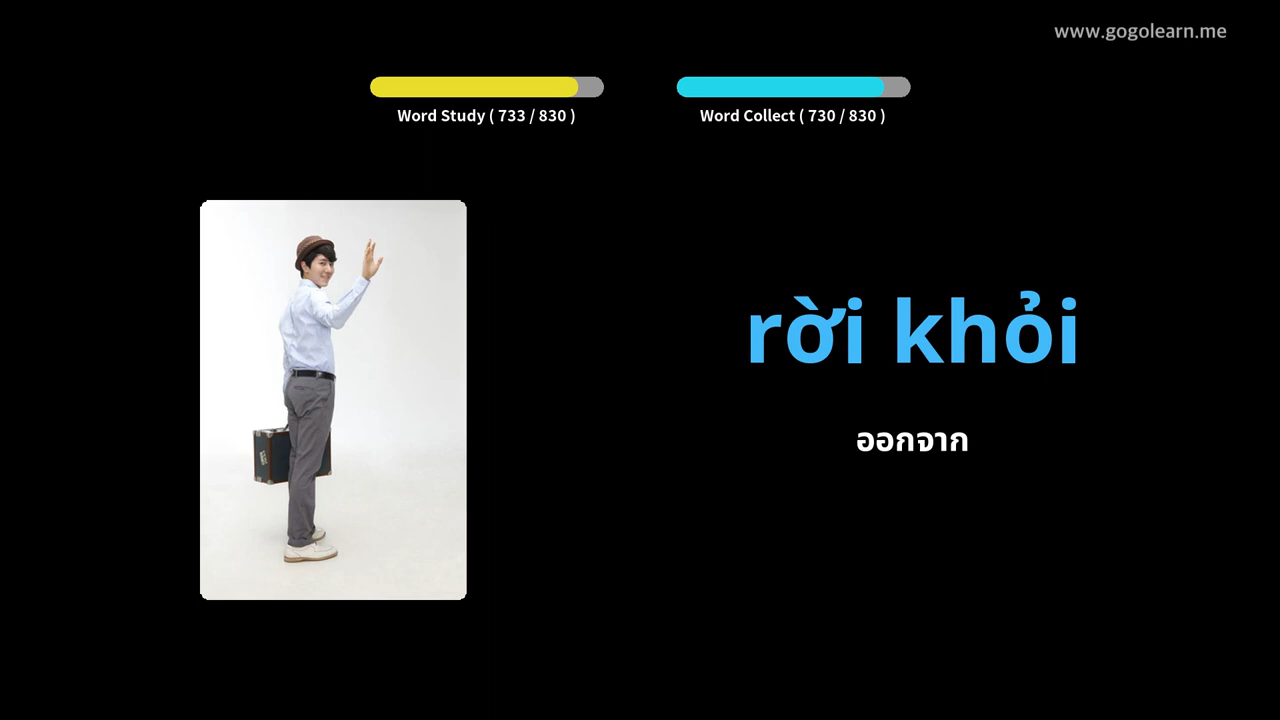 www.gogolearn.me
Word Study ( 733 / 830 )
Word Collect ( 730 / 830 )
rời khỏi
ออกจาก